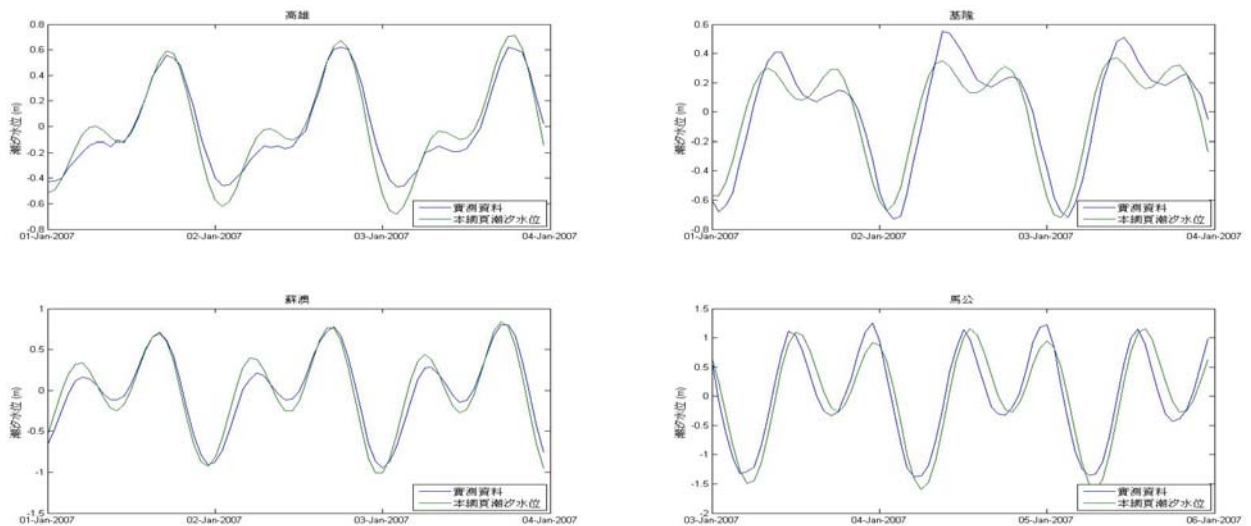 高雄
潮汐水位 (m)
0.8
0.6
0.4
0.2
0
-0.2
-0.4
-0.6
-0.8
01-Jan-2007
02-Jan-2007
03-Jan-2007
04-Jan-2007
實測資料
本網頁潮汐水位
基隆
潮汐水位 (m)
0.6
0.4
0.2
0
-0.2
-0.4
-0.6
-0.8
01-Jan-2007
02-Jan-2007
03-Jan-2007
04-Jan-2007
實測資料
本網頁潮汐水位
蘇澳
潮汐水位 (m)
1
0.5
0
-0.5
-1
-1.5
01-Jan-2007
02-Jan-2007
03-Jan-2007
04-Jan-2007
實測資料
本網頁潮汐水位
馬公
潮汐水位 (m)
1.5
1
0.5
0
-0.5
-1
-1.5
-2
03-Jan-2007
04-Jan-2007
05-Jan-2007
06-Jan-2007
實測資料
本網頁潮汐水位